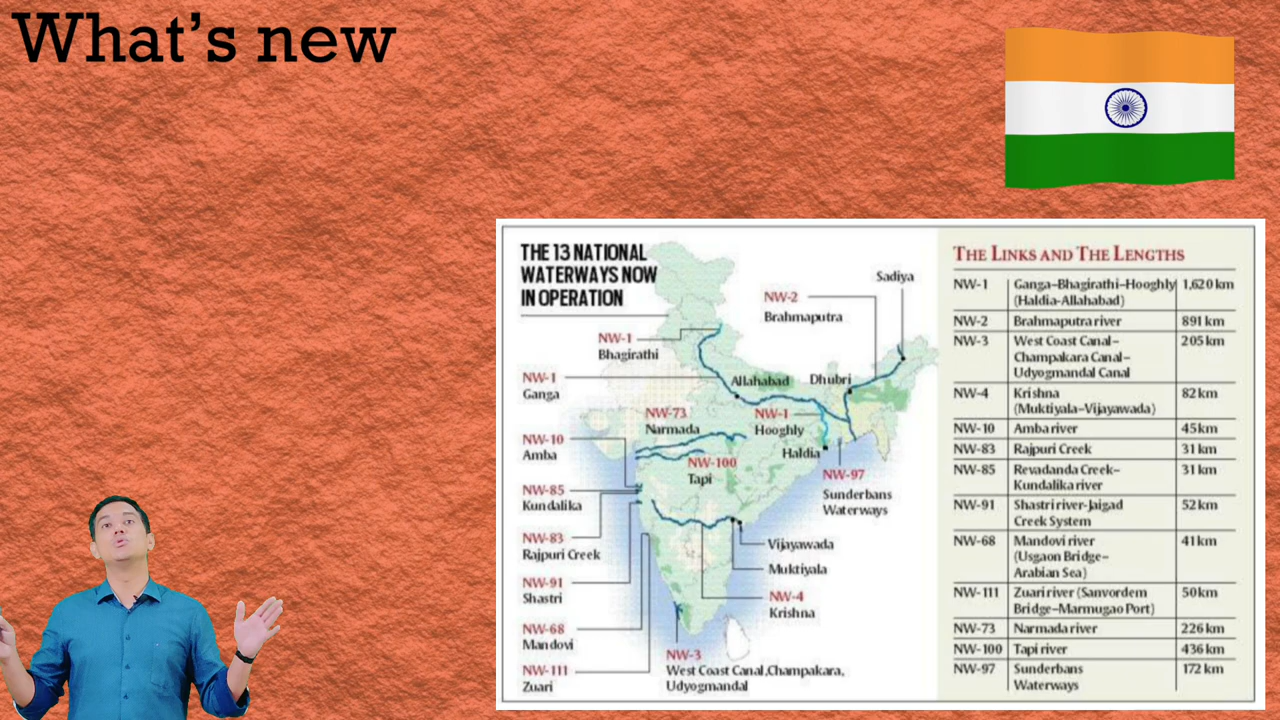 What's new
THE 13 NATIONAL
WATERWAYS NOW
IN OPERATION
Sadiya
NW-2
Brahmaputra
NW-1
Bhagirathi
NW-1
Ganga
Allahabad
Dhubri
NW-73
Narmada
NW-1
Hooghly
NW-10
Amba
Haldia
NW-100
Tapi
NW-97
Sunderbans
Waterways
NW-85
Kundalika
NW-83
Rajpuri Creek
Vijayawada
Muktiyala
NW-91
Shastri
NW-4
Krishna
NW-68
Mandovi
NW-3
West Coast Canal,Champakara,
Udyogmandal
NW-111
Zuari
THE LINKS AND THE LENGTHS
NW-1 Ganga–Bhagirathi–Hooghly 1,620 km
(Haldia-Allahabad)
NW-2 Brahmaputra river 891 km
NW-3 West Coast Canal– 205 km
Champakara Canal–
Udyogmandal Canal
NW-4 Krishna 82 km
(Muktiyala–Vijayawada)
NW-10 Amba river 45 km
NW-83 Rajpuri Creek 31 km
NW-85 Revadanda Creek– 31 km
Kundalika river
NW-91 Shastri river-Jaigad 52 km
Creek System
NW-68 Mandovi river 41 km
(Usgaon Bridge–
Arabian Sea)
NW-111 Zuari river (Sanvordem 50 km
Bridge–Marmugao Port)
NW-73 Narmada river 226 km
NW-100 Tapi river 436 km
NW-97 Sunderbans 172 km
Waterways